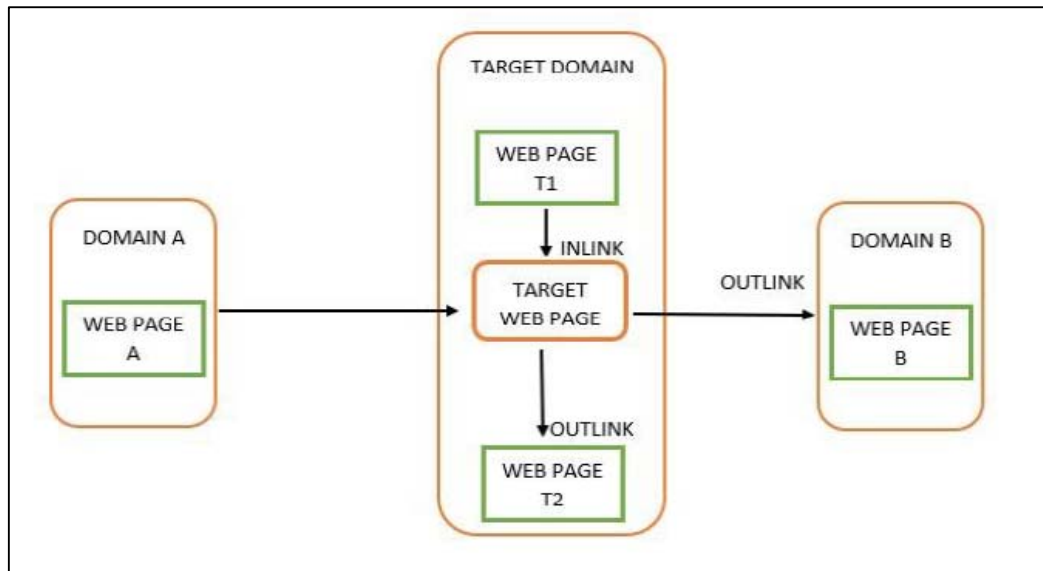 TARGET DOMAIN
WEB PAGE
T1
DOMAIN A
DOMAIN B
INLINK
OUTLINK
TARGET
WEB PAGE
WEB PAGE
A
WEB PAGE
B
OUTLINK
WEB PAGE
T2